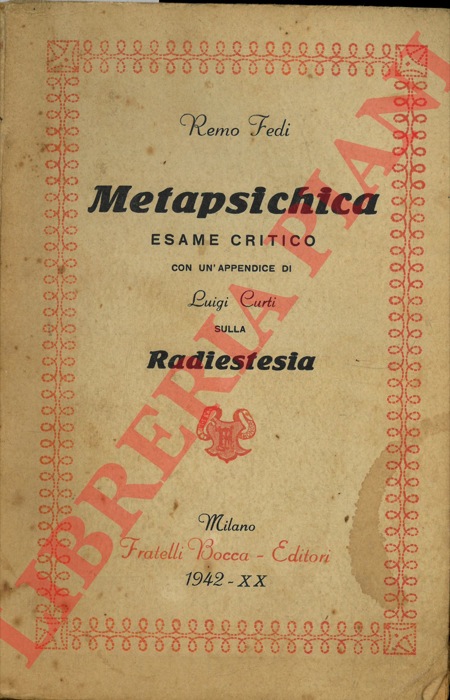 Remo Fedi
Metapsichica
ESAME CRITICO
CON UN'APPENDICE DI
Luigi Curti
SULLA
Radiestesia
Milano
Fratelli Bocca - Editori
1942 - XX
LIBRERIA PIANI